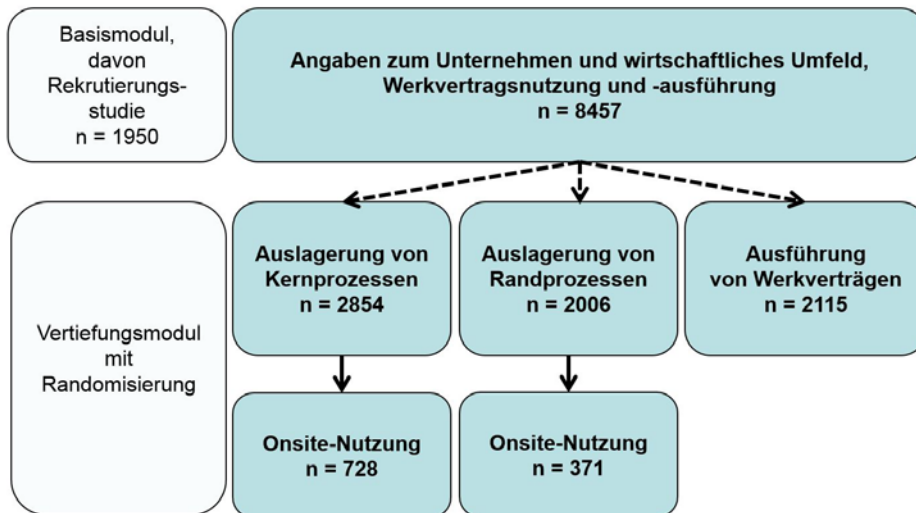 Basismodul,
davon
Rekrutierungs-
studie
n = 1950
Angaben zum Unternehmen und wirtschaftliches Umfeld,
Werkvertragsnutzung und -ausführung
n = 8457
Vertiefungsmodul
mit
Randomisierung
Auslagerung von
Kernprozessen
n = 2854
Auslagerung von
Randprozessen
n = 2006
Ausführung
von Werkverträgen
n = 2115
Onsite-Nutzung
n = 728
Onsite-Nutzung
n = 371